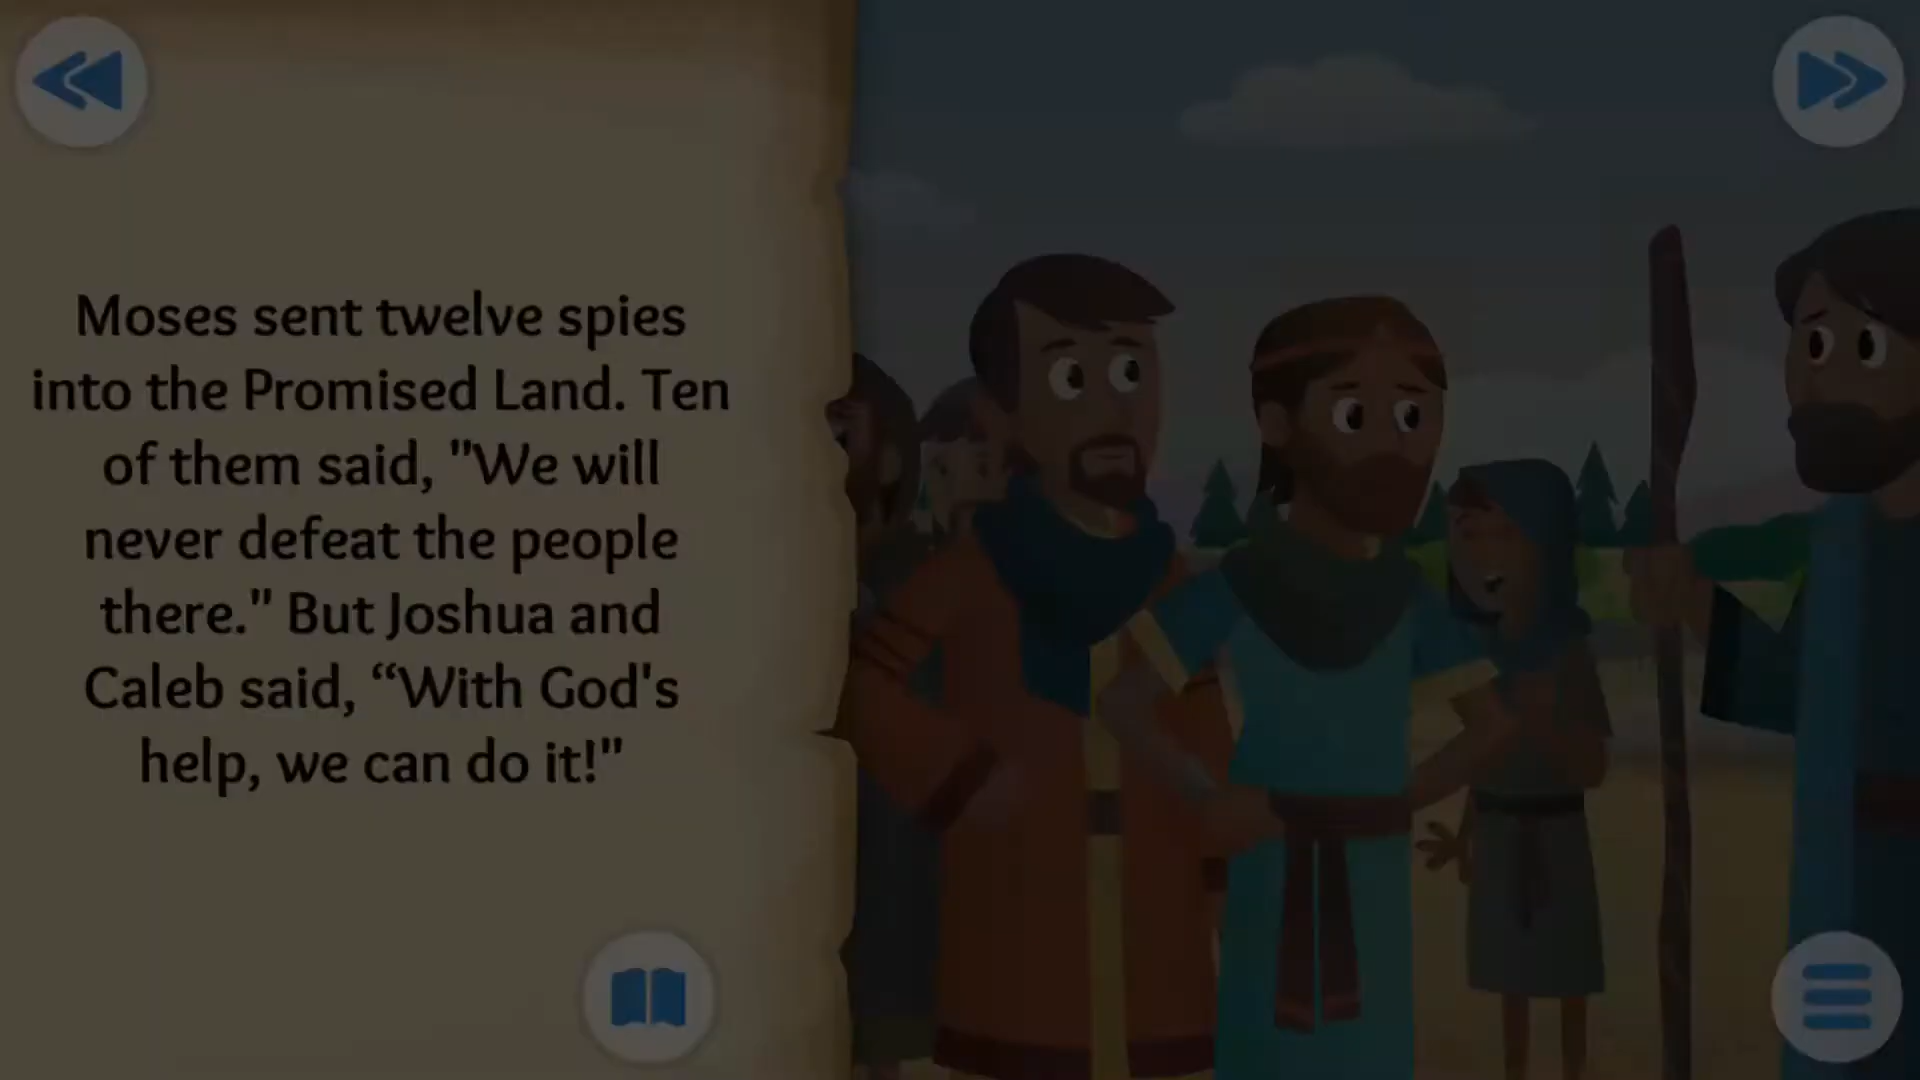 Moses sent twelve spies
into the Promised Land. Ten
of them said, "We will
never defeat the people
there." But Joshua and
Caleb said, “With God's
help, we can do it!"